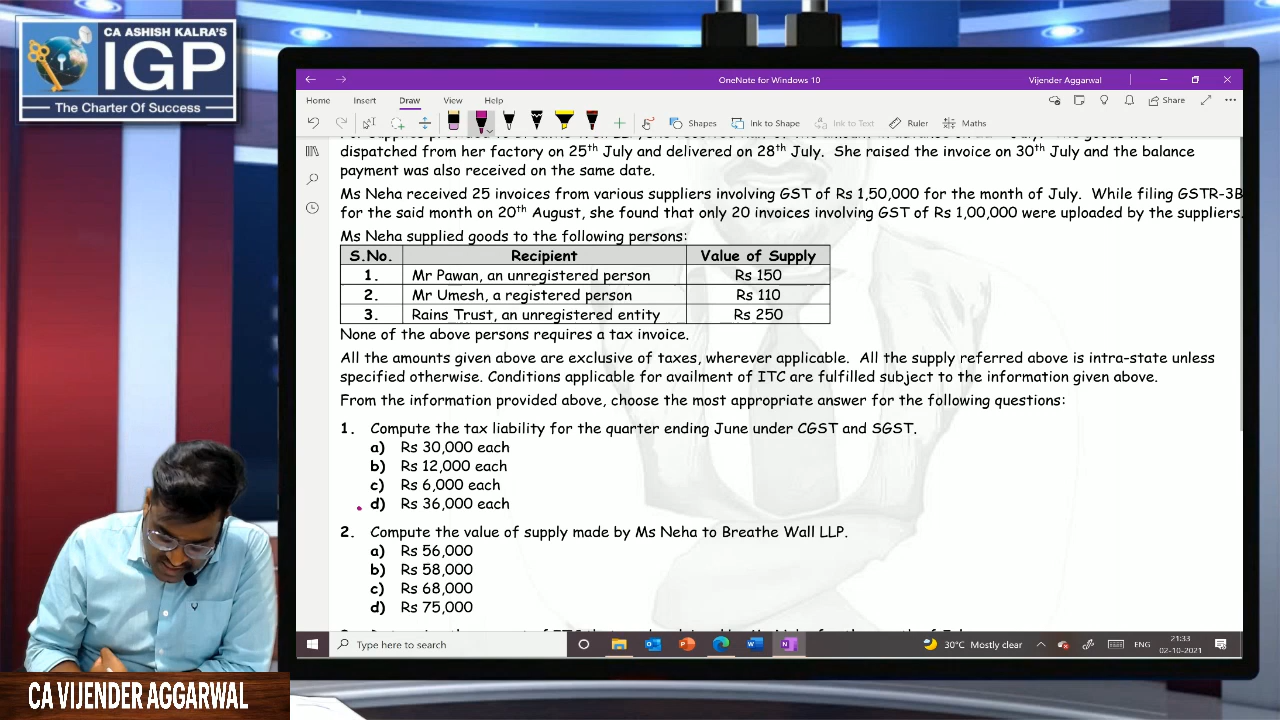 CA ASHISH KALRA'S
IGP
The Charter Of Success
OneNote for Windows 10
Vijender Aggarwal
Home Insert Draw View Help
Share
Ink to Shape Ink to Text Ruler Maths
dispatched from her factory on 25th July and delivered on 28th July. She raised the invoice on 30th July and the balance
payment was also received on the same date.
Ms Neha received 25 invoices from various suppliers involving GST of Rs 1,50,000 for the month of July. While filing GSTR-3B
for the said month on 20th August, she found that only 20 invoices involving GST of Rs 1,00,000 were uploaded by the suppliers.
Ms Neha supplied goods to the following persons:
S.No. Recipient Value of Supply
1. Mr Pawan, an unregistered person Rs 150
2. Mr Umesh, a registered person Rs 110
3. Rains Trust, an unregistered entity Rs 250
None of the above persons requires a tax invoice.
All the amounts given above are exclusive of taxes, wherever applicable. All the supply referred above is intra-state unless
specified otherwise. Conditions applicable for availment of ITC are fulfilled subject to the information given above.
From the information provided above, choose the most appropriate answer for the following questions:
1. Compute the tax liability for the quarter ending June under CGST and SGST.
a) Rs 30,000 each
b) Rs 12,000 each
c) Rs 6,000 each
d) Rs 36,000 each
2. Compute the value of supply made by Ms Neha to Breathe Wall LLP.
a) Rs 56,000
b) Rs 58,000
c) Rs 68,000
d) Rs 75,000
Type here to search
30°C Mostly clear
ENG
21:33
02-10-2021
CA VIJENDER AGGARWAL